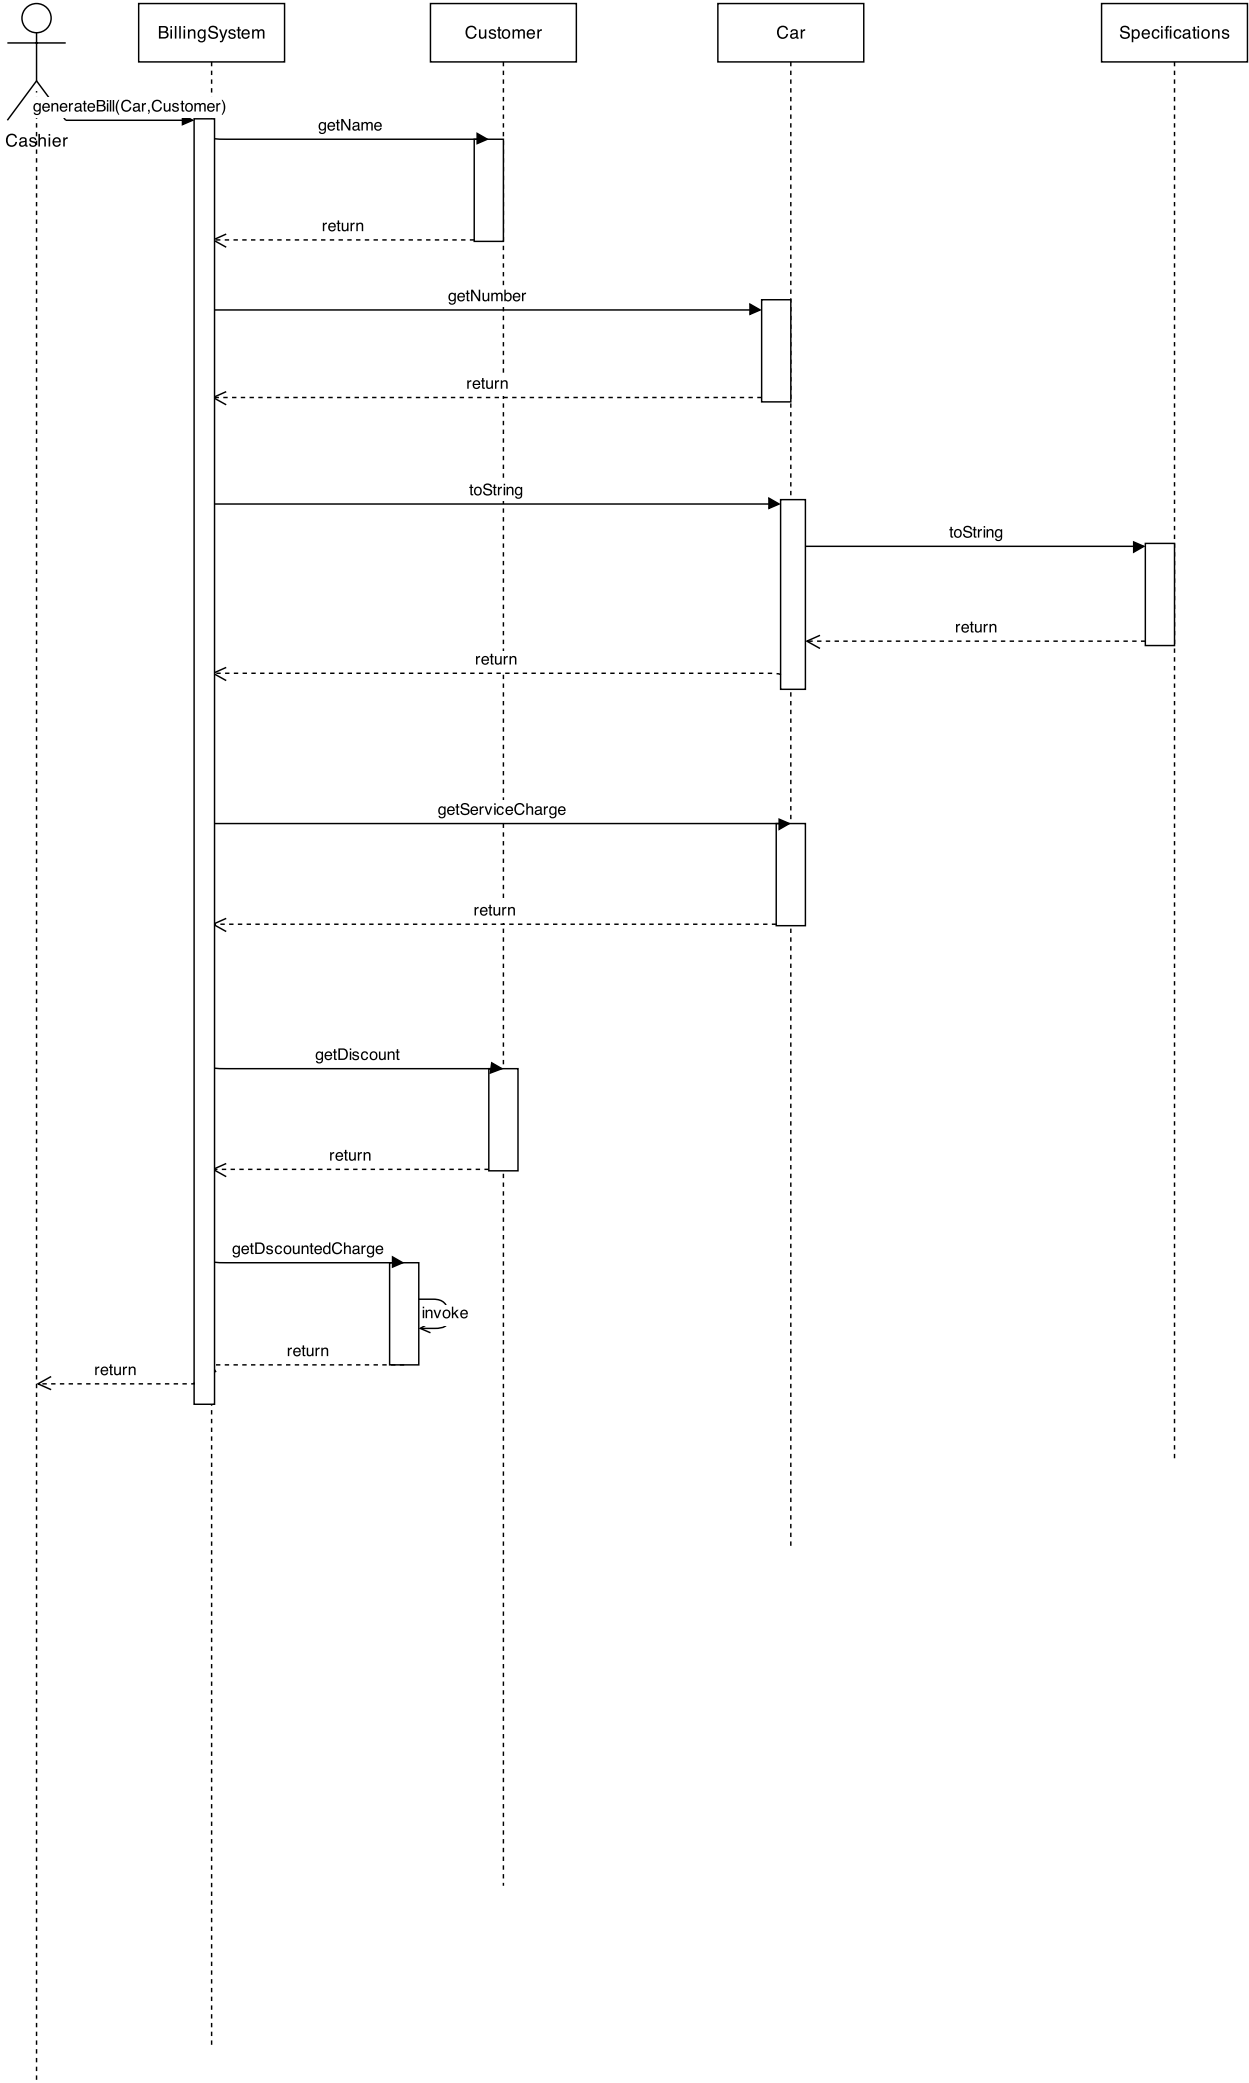 BillingSystem
Customer
Car
Specifications
generateBill(Car,Customer)
Cashier
getName
return
getNumber
return
toString
toString
return
return
getServiceCharge
return
getDiscount
return
getDscountedCharge
invoke
return
return